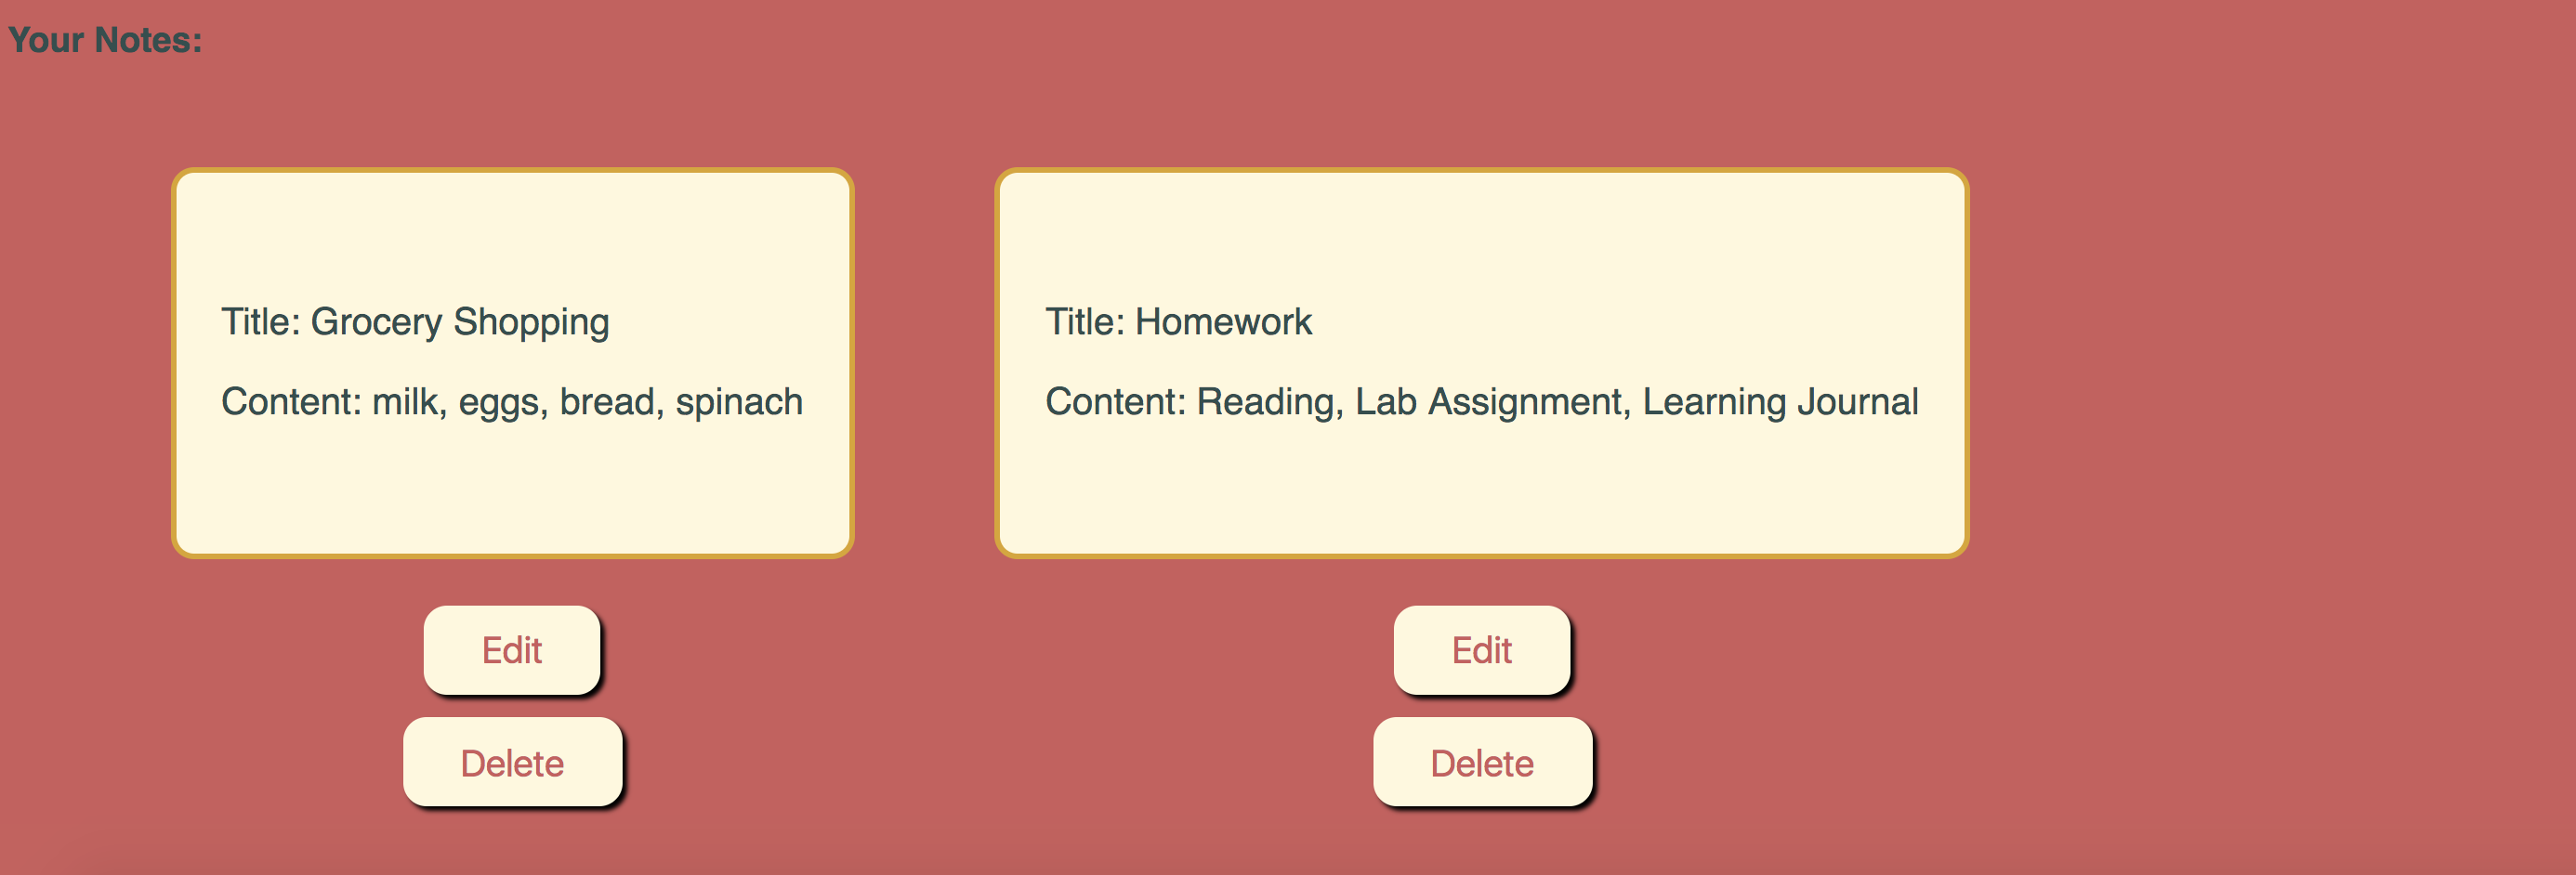 Your Notes:
Title: Grocery Shopping
Content: milk, eggs, bread, spinach
Edit
Delete
Title: Homework
Content: Reading, Lab Assignment, Learning Journal
Edit
Delete